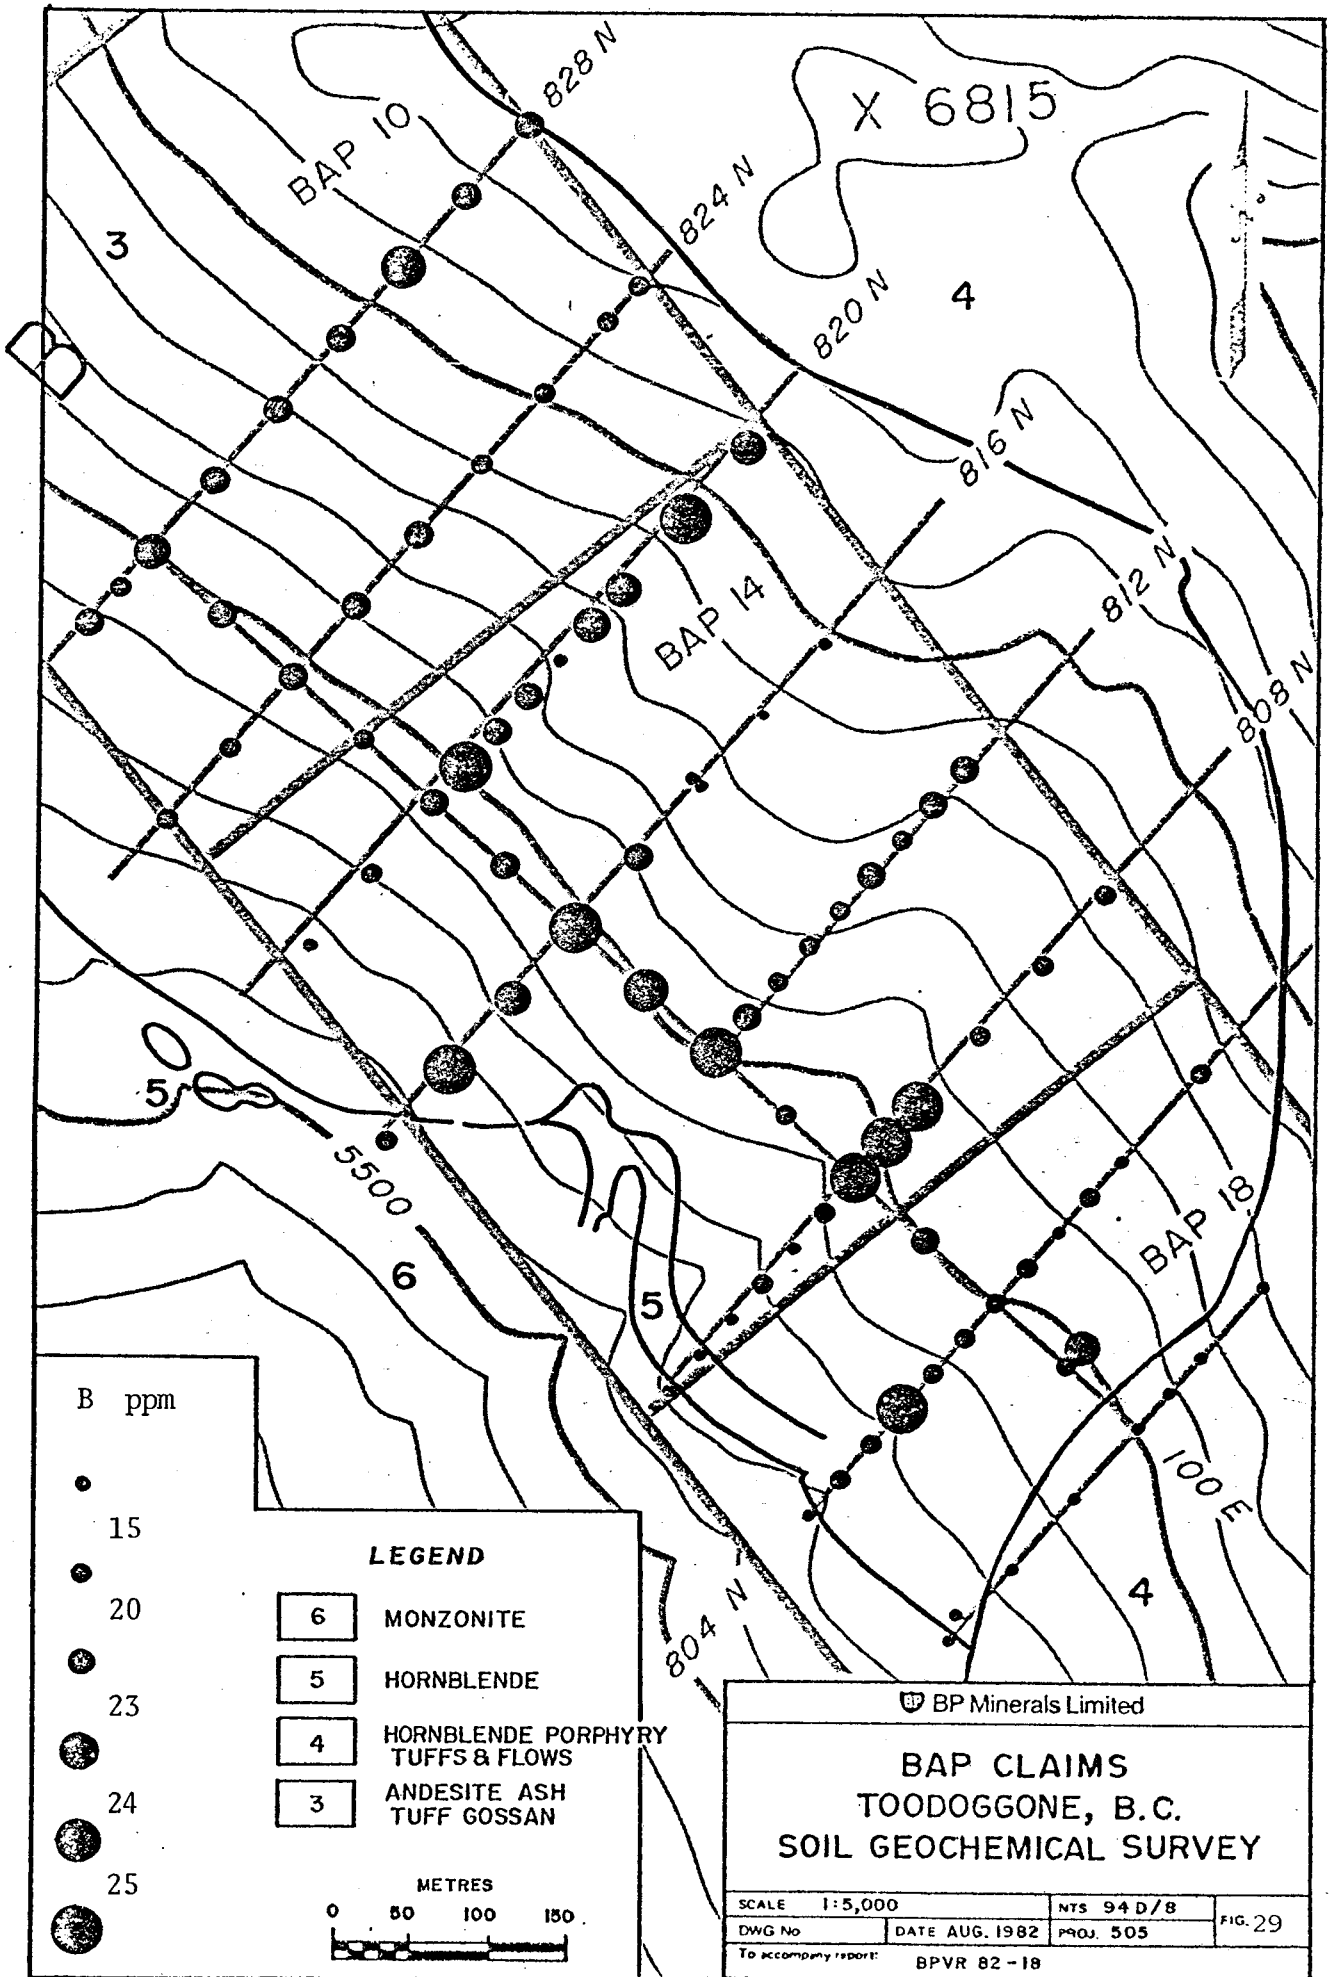 828 N
BAP 10
X 6815
824 N
3
820 N
4
B
816 N
BAP 14
812 N
808 N
5
5500
BAP 18
6
5
100 E
4
804 N
B ppm
15
20
23
24
25
LEGEND
6 MONZONITE
5 HORNBLENDE
4 HORNBLENDE PORPHYRY
TUFFS & FLOWS
3 ANDESITE ASH
TUFF GOSSAN
METRES
0 50 100 150
BP Minerals Limited
BAP CLAIMS
TOODOGGONE, B.C.
SOIL GEOCHEMICAL SURVEY
SCALE 1:5,000 NTS 94 D/8 FIG. 29
DWG No DATE AUG. 1982 PROJ. 505
To accompany report: BPVR 82-18